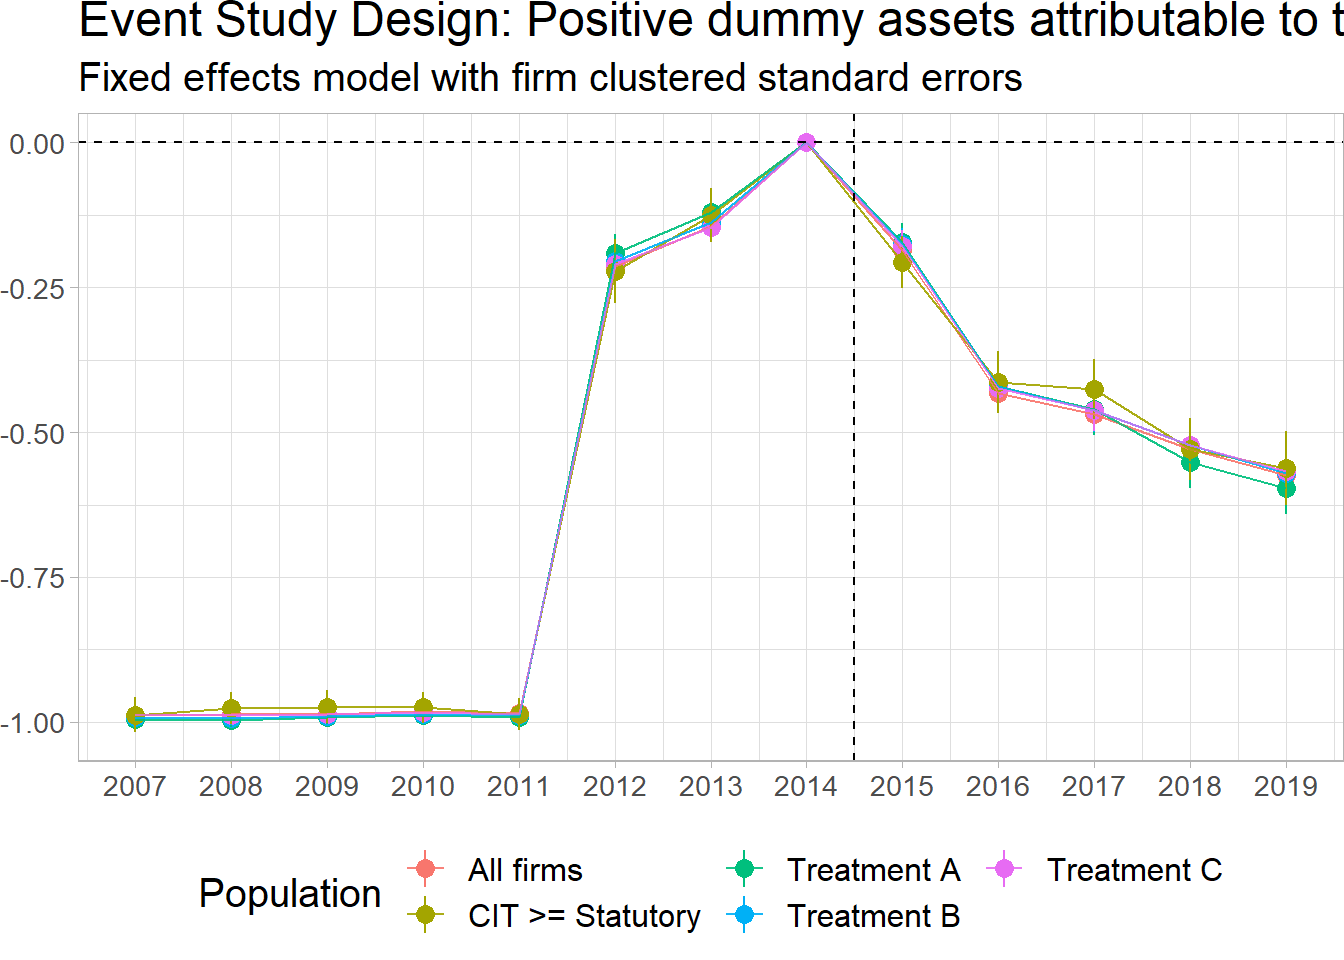 Event Study Design: Positive dummy assets attributable to
Fixed effects model with firm clustered standard errors
0.00
-0.25
-0.50
-0.75
-1.00
2007 2008 2009 2010 2011 2012 2013 2014 2015 2016 2017 2018 2019
Population
All firms Treatment A Treatment C
CIT >= Statutory Treatment B